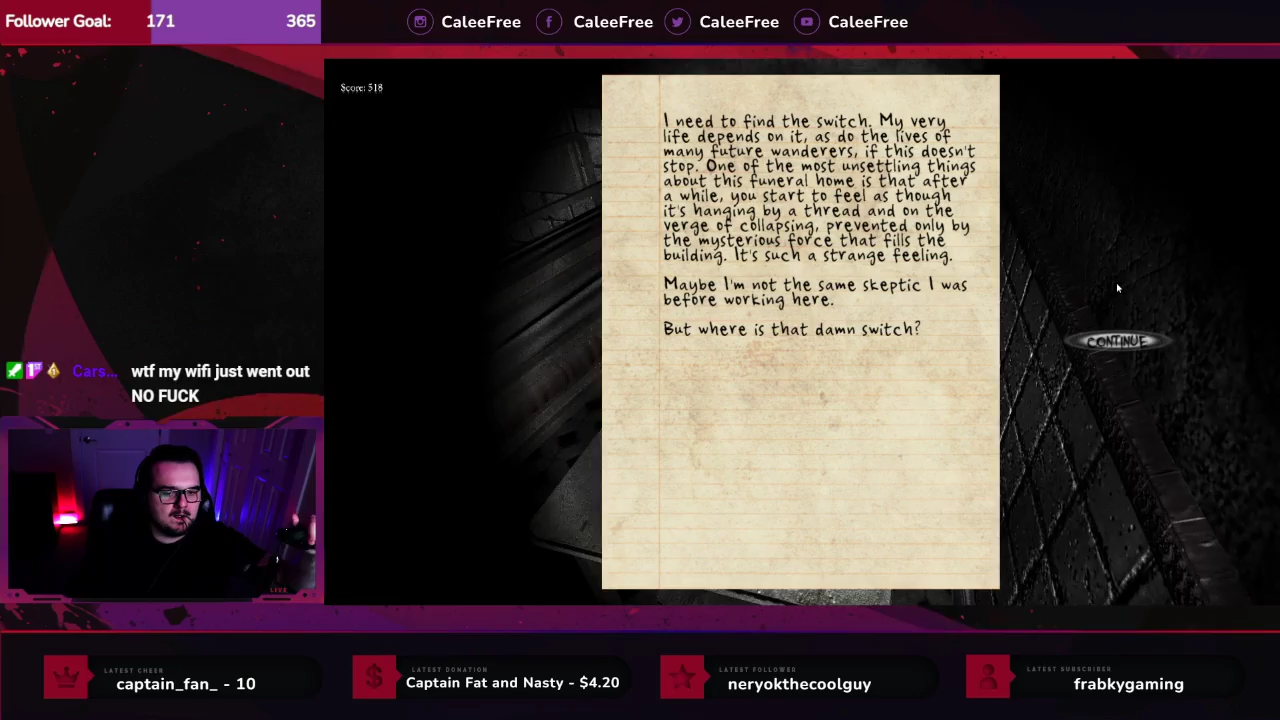 Follower Goal: 171 365
CaleeFree CaleeFree CaleeFree CaleeFree
Score: 518
I need to find the switch. My very
life depends on it, as do the lives of
many future wanderers, if this doesn't
stop. One of the most unsettling things
about this funeral home is that after
a while, you start to feel as though
it's hanging by a thread and on the
verge of collapsing, prevented only by
the mysterious force that fills the
building. It's such a strange feeling.
Maybe I'm not the same skeptic I was
before working here.
But where is that damn switch?
CONTINUE
Cars... wtf my wifi just went out
NO FUCK
LATEST CHEER
captain_fan_ - 10
LATEST DONATION
Captain Fat and Nasty - $4.20
LATEST FOLLOWER
neryokthecoolguy
LATEST SUBSCRIBER
frabkygaming